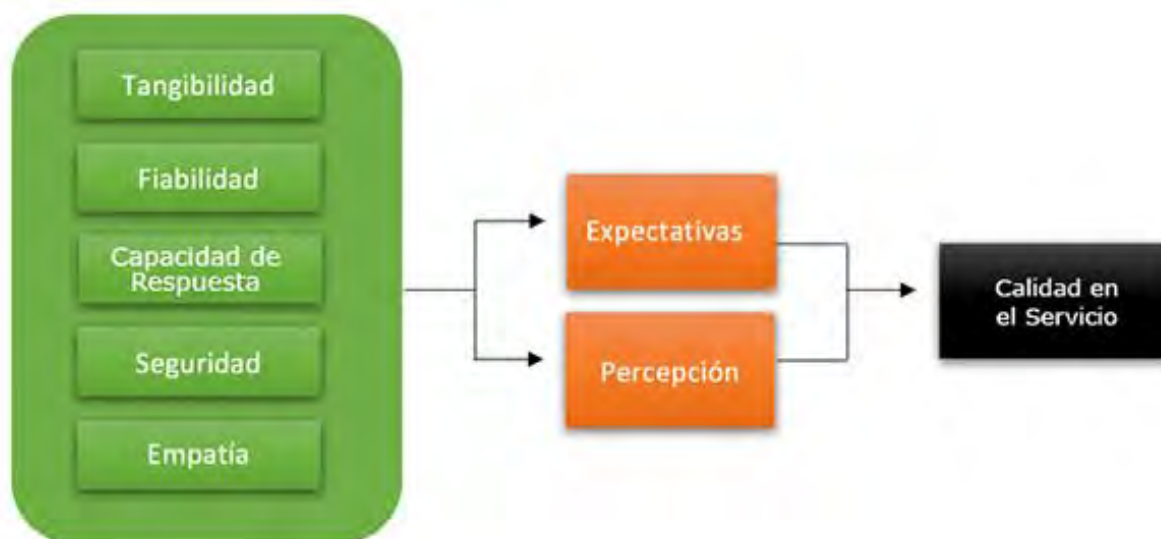 Tangibilidad
Fiabilidad
Capacidad de
Respuesta
Seguridad
Empatía
Expectativas
Percepción
Calidad en
el Servicio